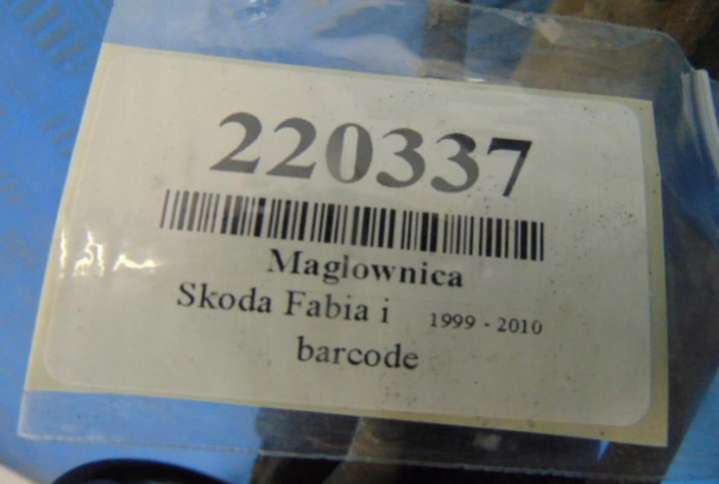 220337
Maglownica
Skoda Fabia i 1999 - 2010
barcode